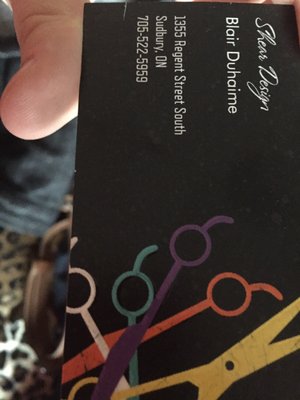 Shear Design
Blair Duhaime
1355 Regent Street South
Sudbury, ON
705-522-5959